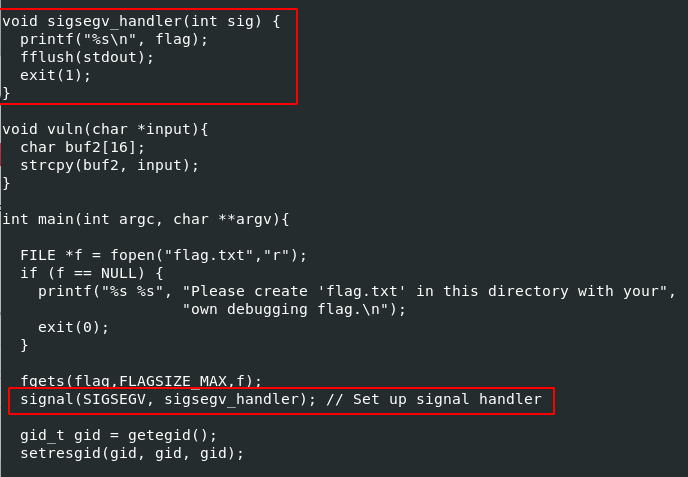 void sigsegv_handler(int sig) {
  printf("%s\n", flag);
  fflush(stdout);
  exit(1);
}
void vuln(char *input){
  char buf2[16];
  strcpy(buf2, input);
}
int main(int argc, char **argv){
  FILE *f = fopen("flag.txt","r");
  if (f == NULL) {
    printf("%s %s", "Please create 'flag.txt' in this directory with your",
                    "own debugging flag.\n");
    exit(0);
  }
  fgets(flag,FLAGSIZE_MAX,f);
  signal(SIGSEGV, sigsegv_handler); // Set up signal handler
  gid_t gid = getegid();
  setresgid(gid, gid, gid);